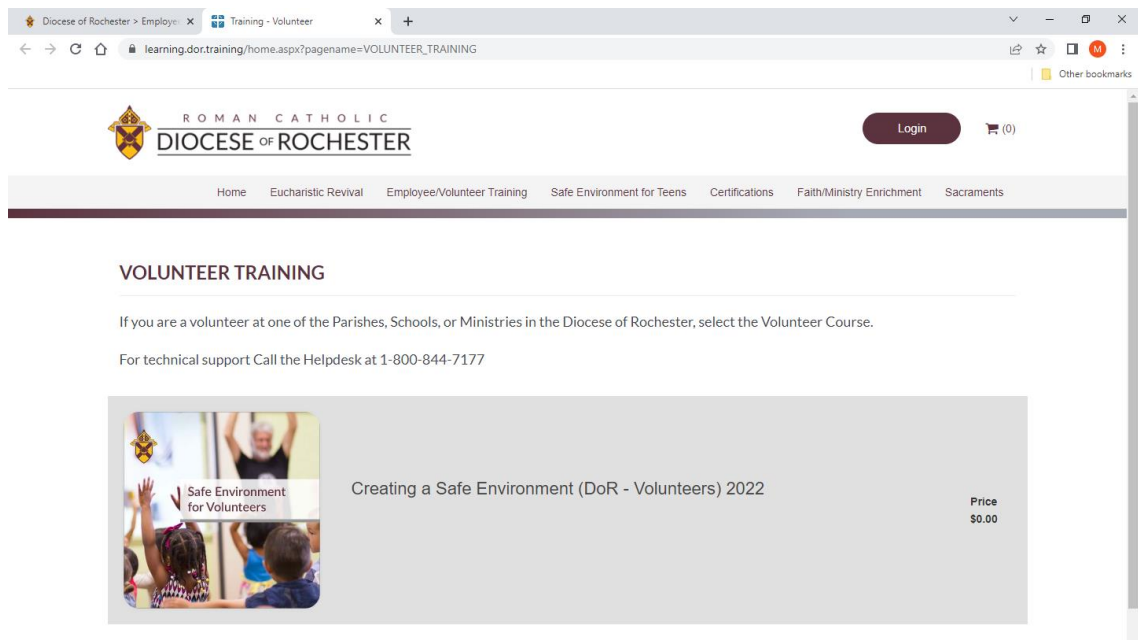 Diocese of Rochester > Employe
Training - Volunteer
learning.dor.training/home.aspx?pagename=VOLUNTEER_TRAINING
M
Other bookmarks
ROMAN CATHOLIC
DIOCESE OF ROCHESTER
Login
(0)
Home Eucharistic Revival Employee/Volunteer Training Safe Environment for Teens Certifications Faith/Ministry Enrichment Sacraments
VOLUNTEER TRAINING
If you are a volunteer at one of the Parishes, Schools, or Ministries in the Diocese of Rochester, select the Volunteer Course.
For technical support Call the Helpdesk at 1-800-844-7177
Safe Environment
for Volunteers
Creating a Safe Environment (DoR - Volunteers) 2022
Price
$0.00